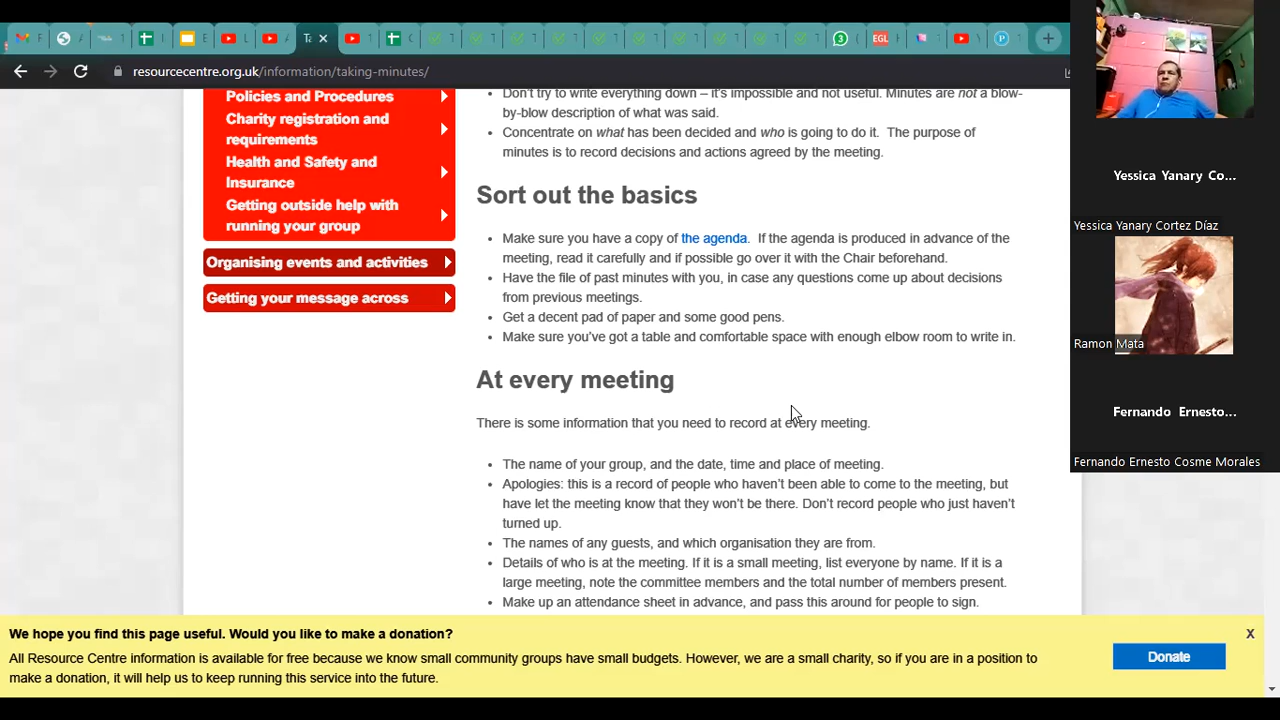 Ta
3
EGL
resourcecentre.org.uk/information/taking-minutes/
Policies and Procedures
Charity registration and
requirements
Health and Safety and
Insurance
Getting outside help with
running your group
Organising events and activities
Getting your message across
Don't try to write everything down – it's impossible and not useful. Minutes are not a blow-
by-blow description of what was said.
Concentrate on what has been decided and who is going to do it. The purpose of
minutes is to record decisions and actions agreed by the meeting.
Sort out the basics
Make sure you have a copy of the agenda. If the agenda is produced in advance of the
meeting, read it carefully and if possible go over it with the Chair beforehand.
Have the file of past minutes with you, in case any questions come up about decisions
from previous meetings.
Get a decent pad of paper and some good pens.
Make sure you've got a table and comfortable space with enough elbow room to write in.
At every meeting
There is some information that you need to record at every meeting.
The name of your group, and the date, time and place of meeting.
Apologies: this is a record of people who haven't been able to come to the meeting, but
have let the meeting know that they won't be there. Don't record people who just haven't
turned up.
The names of any guests, and which organisation they are from.
Details of who is at the meeting. If it is a small meeting, list everyone by name. If it is a
large meeting, note the committee members and the total number of members present.
Make up an attendance sheet in advance, and pass this around for people to sign.
We hope you find this page useful. Would you like to make a donation?
X
All Resource Centre information is available for free because we know small community groups have small budgets. However, we are a small charity, so if you are in a position to
make a donation, it will help us to keep running this service into the future.
Donate
Yessica Yanary Co...
Yessica Yanary Cortez Díaz
Ramon Mata
Fernando Ernesto...
Fernando Ernesto Cosme Morales